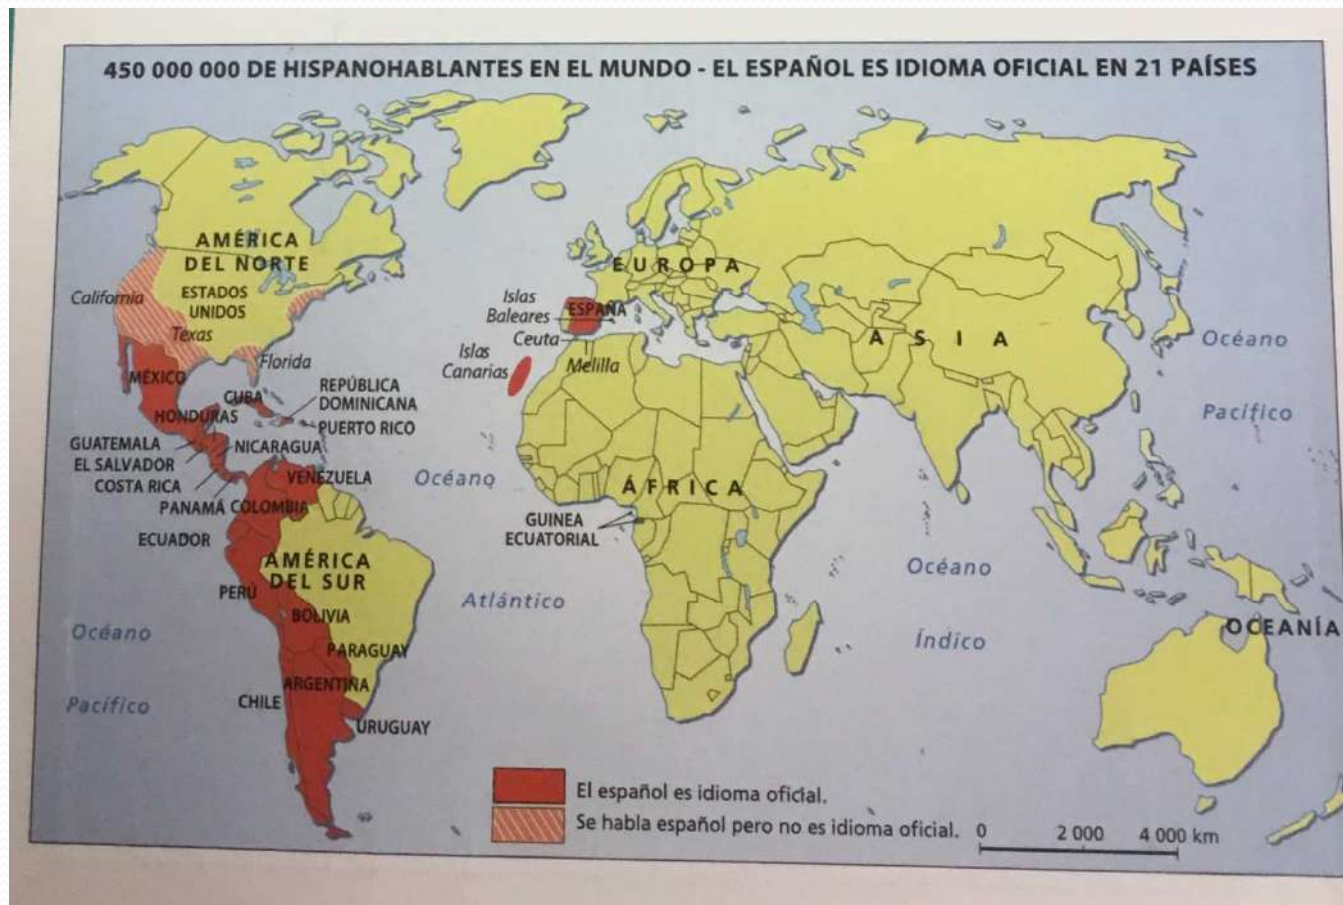 450 000 000 DE HISPANOHABLANTES EN EL MUNDO - EL ESPAÑOL ES IDIOMA OFICIAL EN 21 PAÍSES
AMÉRICA
DEL NORTE
ESTADOS
UNIDOS
California
Texas
Florida
MÉXICO
CUBA
REPÚBLICA
DOMINICANA
PUERTO RICO
HONDURAS
GUATEMALA
NICARAGUA
EL SALVADOR
COSTA RICA
VENEZUELA
PANAMÁ
COLOMBIA
ECUADOR
AMÉRICA
DEL SUR
PERÚ
BOLIVIA
PARAGUAY
ARGENTINA
CHILE
URUGUAY
Océano
Pacífico
Océano
Atlántico
EUROPA
Islas
Baleares
ESPAÑA
Ceuta
Melilla
Islas
Canarias
ÁFRICA
GUINEA
ECUATORIAL
ASIA
Océano
Pacífico
Océano
Índico
OCEANÍA
El español es idioma oficial.
Se habla español pero no es idioma oficial.
0 2 000 4 000 km